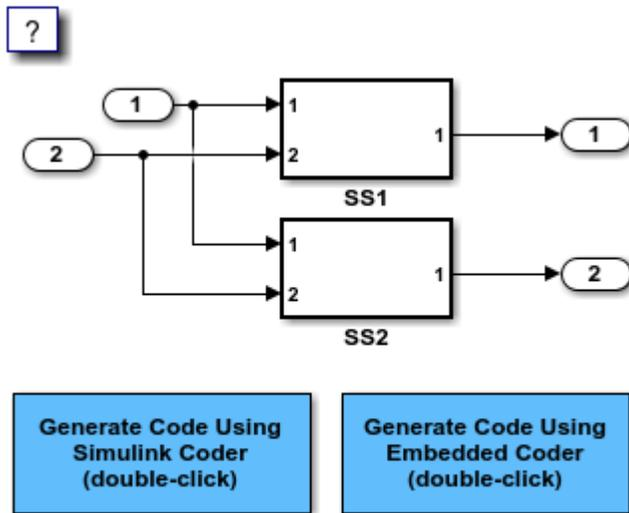 ?
1
1
1
1
2
2
SS1
1
1
2
2
SS2
Generate Code Using
Simulink Coder
(double-click)
Generate Code Using
Embedded Coder
(double-click)